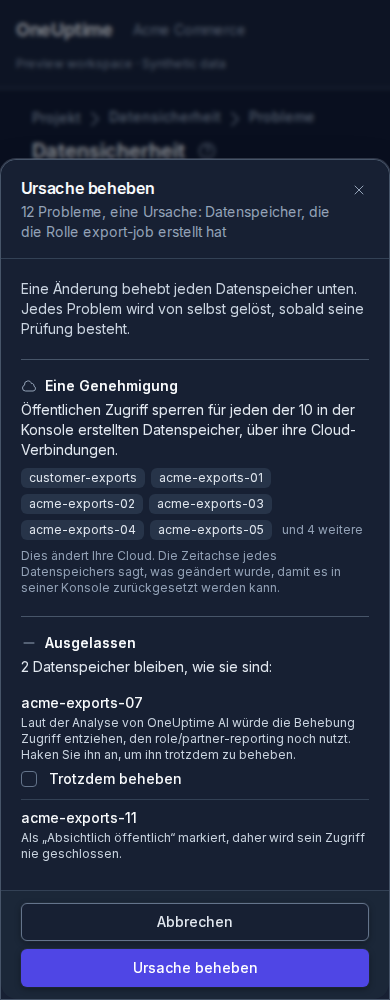 OneUptime Acme Commerce
Preview workspace · Synthetic data
Projekt > Datensicherheit > Probleme
Datensicherheit
Ursache beheben
12 Probleme, eine Ursache: Datenspeicher, die
die Rolle export-job erstellt hat
Eine Änderung behebt jeden Datenspeicher unten.
Jedes Problem wird von selbst gelöst, sobald seine
Prüfung besteht.
Eine Genehmigung
Öffentlichen Zugriff sperren für jeden der 10 in der
Konsole erstellten Datenspeicher, über ihre Cloud-
Verbindungen.
customer-exports acme-exports-01
acme-exports-02 acme-exports-03
acme-exports-04 acme-exports-05 und 4 weitere
Dies ändert Ihre Cloud. Die Zeitachse jedes
Datenspeichers sagt, was geändert wurde, damit es in
seiner Konsole zurückgesetzt werden kann.
Ausgelassen
2 Datenspeicher bleiben, wie sie sind:
acme-exports-07
Laut der Analyse von OneUptime AI würde die Behebung
Zugriff entziehen, den role/partner-reporting noch nutzt.
Haken Sie ihn an, um ihn trotzdem zu beheben.
Trotzdem beheben
acme-exports-11
Als „Absichtlich öffentlich“ markiert, daher wird sein Zugriff
nie geschlossen.
Abbrechen
Ursache beheben